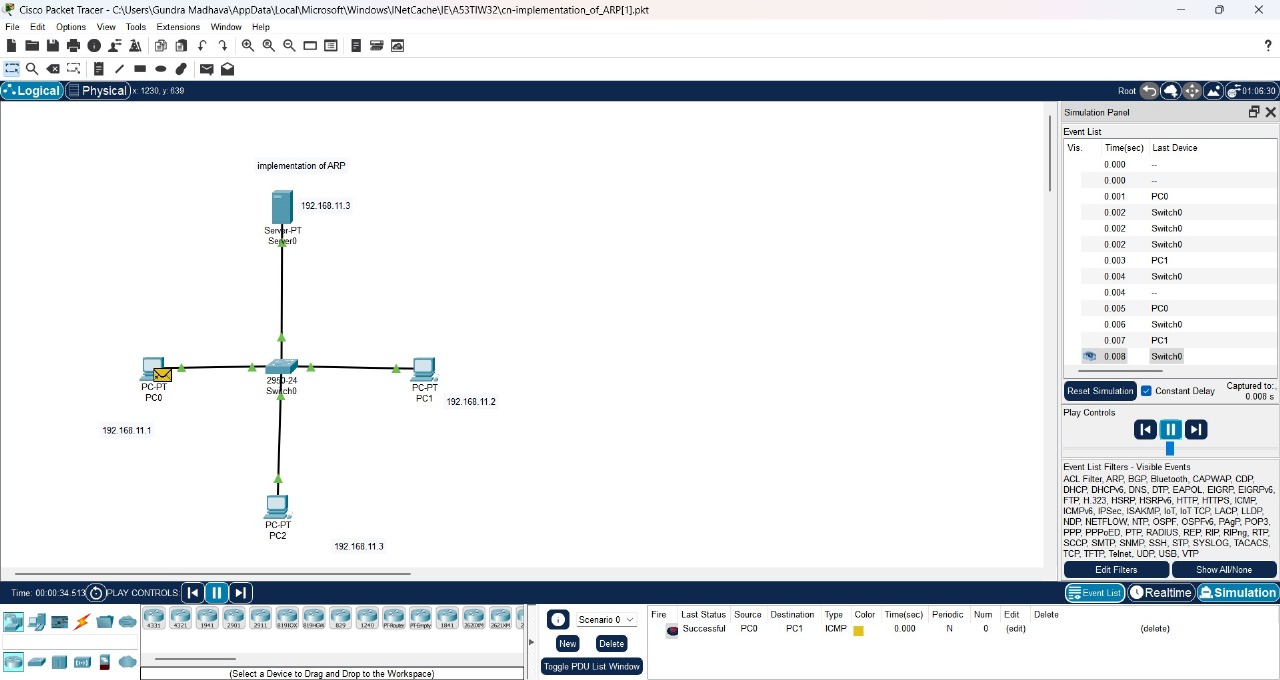 Cisco Packet Tracer - C:\Users\Gundra Madhava\AppData\Local\Microsoft\Windows\INetCache\IE\A53TIW32\cn-implementation_of_ARP[1].pkt
File Edit Options View Tools Extensions Window Help
?
Logical Physical x: 1230, y: 639 Root 01:06:30
implementation of ARP
192.168.11.3
Server-PT
Server0
PC-PT
PC0
192.168.11.1
2950-24
Switch0
PC-PT
PC1
192.168.11.2
PC-PT
PC2
192.168.11.3
Simulation Panel
Event List
Vis. Time(sec) Last Device
0.000 --
0.000 --
0.001 PC0
0.002 Switch0
0.002 Switch0
0.002 Switch0
0.003 PC1
0.004 Switch0
0.004 --
0.005 PC0
0.006 Switch0
0.007 PC1
0.008 Switch0
Reset Simulation Constant Delay Captured to:
0.008 s
Play Controls
Event List Filters - Visible Events
ACL Filter, ARP, BGP, Bluetooth, CAPWAP, CDP,
DHCP, DHCPv6, DNS, DTP, EAPOL, EIGRP, EIGRPv6,
FTP, H.323, HSRP, HSRPv6, HTTP, HTTPS, ICMP,
ICMPv6, IPSec, ISAKMP, IoT, IoT TCP, LACP, LLDP,
NDP, NETFLOW, NTP, OSPF, OSPFv6, PAgP, POP3,
PPP, PPPoED, PTP, RADIUS, REP, RIP, RIPng, RTP,
SCCP, SMTP, SNMP, SSH, STP, SYSLOG, TACACS,
TCP, TFTP, Telnet, UDP, USB, VTP
Edit Filters Show All/None
Time: 00:00:34.513 PLAY CONTROLS:
Event List Realtime Simulation
4331 4321 1941 2901 2911 819IOX 819HGW 829 1240 PT-Router PT-Empty 1841 2620XM 2621XM
(Select a Device to Drag and Drop to the Workspace)
Scenario 0
New Delete
Toggle PDU List Window
Fire Last Status Source Destination Type Color Time(sec) Periodic Num Edit Delete
Successful PC0 PC1 ICMP 0.000 N 0 (edit) (delete)